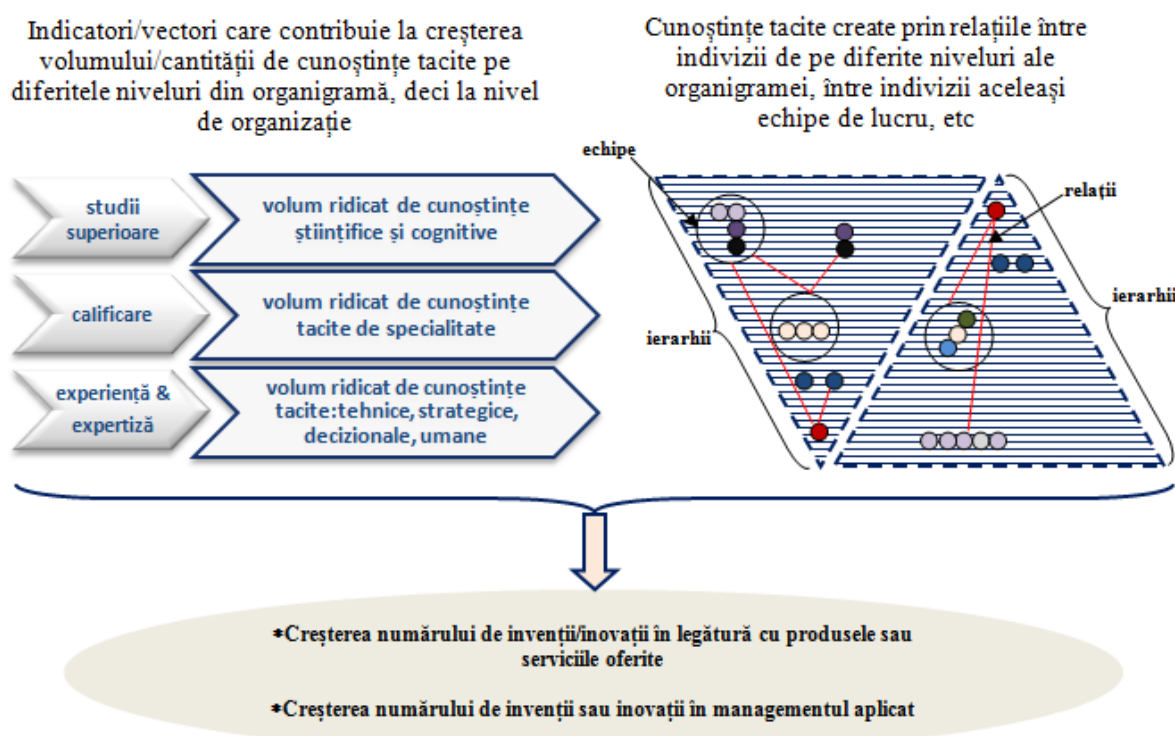 Indicatori/vectori care contribuie la creșterea
volumului/cantității de cunoștințe tacite pe
diferitele niveluri din organigramă, deci la nivel
de organizație
Cunoștințe tacite create prin relațiile între
indivizii de pe diferite niveluri ale
organigramei, între indivizii aceleași
echipe de lucru, etc
studii
superioare
volum ridicat de cunoștințe
științifice și cognitive
calificare
volum ridicat de cunoștințe
tacite de specialitate
experiență &
expertiză
volum ridicat de cunoștințe
tacite:tehnice, strategice,
decizionale, umane
echipe
relații
ierarhii
ierarhii
*Creșterea numărului de invenții/inovații în legătură cu produsele sau
serviciile oferite
*Creșterea numărului de invenții sau inovații în managementul aplicat